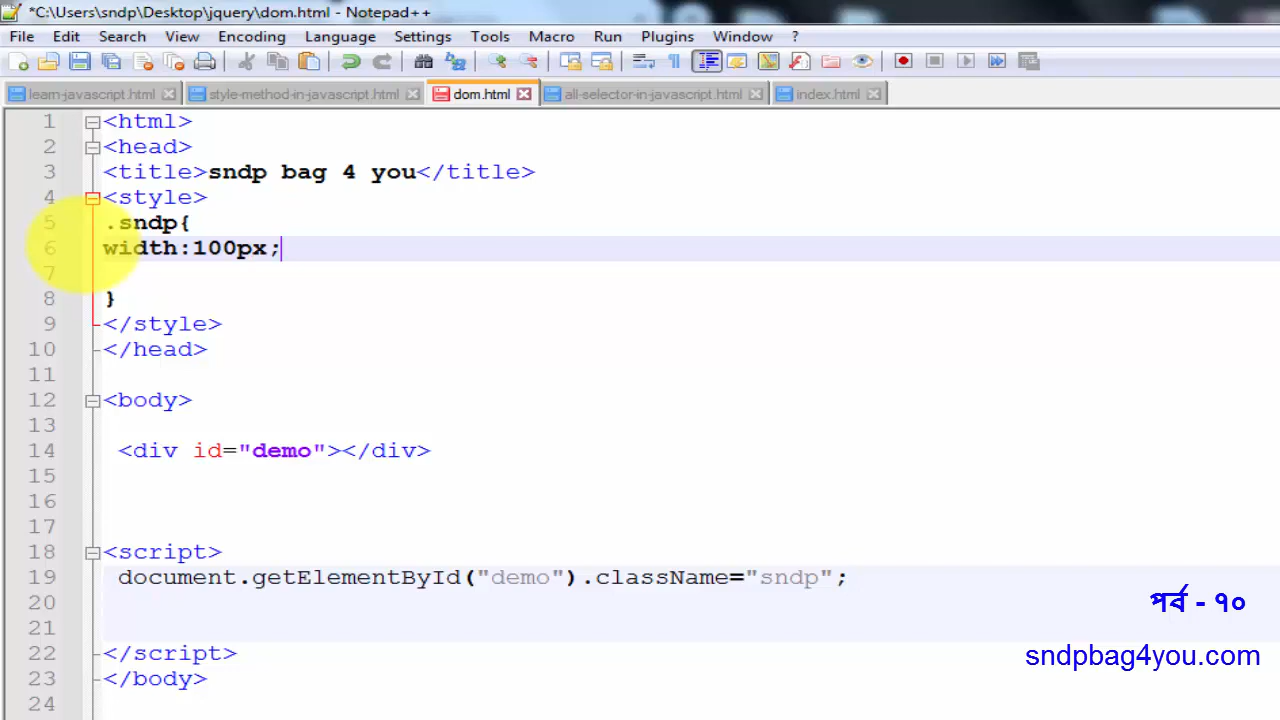 *C:\Users\sndp\Desktop\jquery\dom.html - Notepad++
File Edit Search View Encoding Language Settings Tools Macro Run Plugins Window ?
learn-javascript.html style-method-in-javascript.html dom.html all-selector-in-javascript.html index.html
1 <html>
2 <head>
3 <title>sndp bag 4 you</title>
4 <style>
5 .sndp{
6 width:100px;
7
8 }
9 </style>
10 </head>
11
12 <body>
13
14 <div id="demo"></div>
15
16
17
18 <script>
19 document.getElementById("demo").className="sndp";
20
21
22 </script>
23 </body>
24
পর্ব - ৭০
sndpbag4you.com